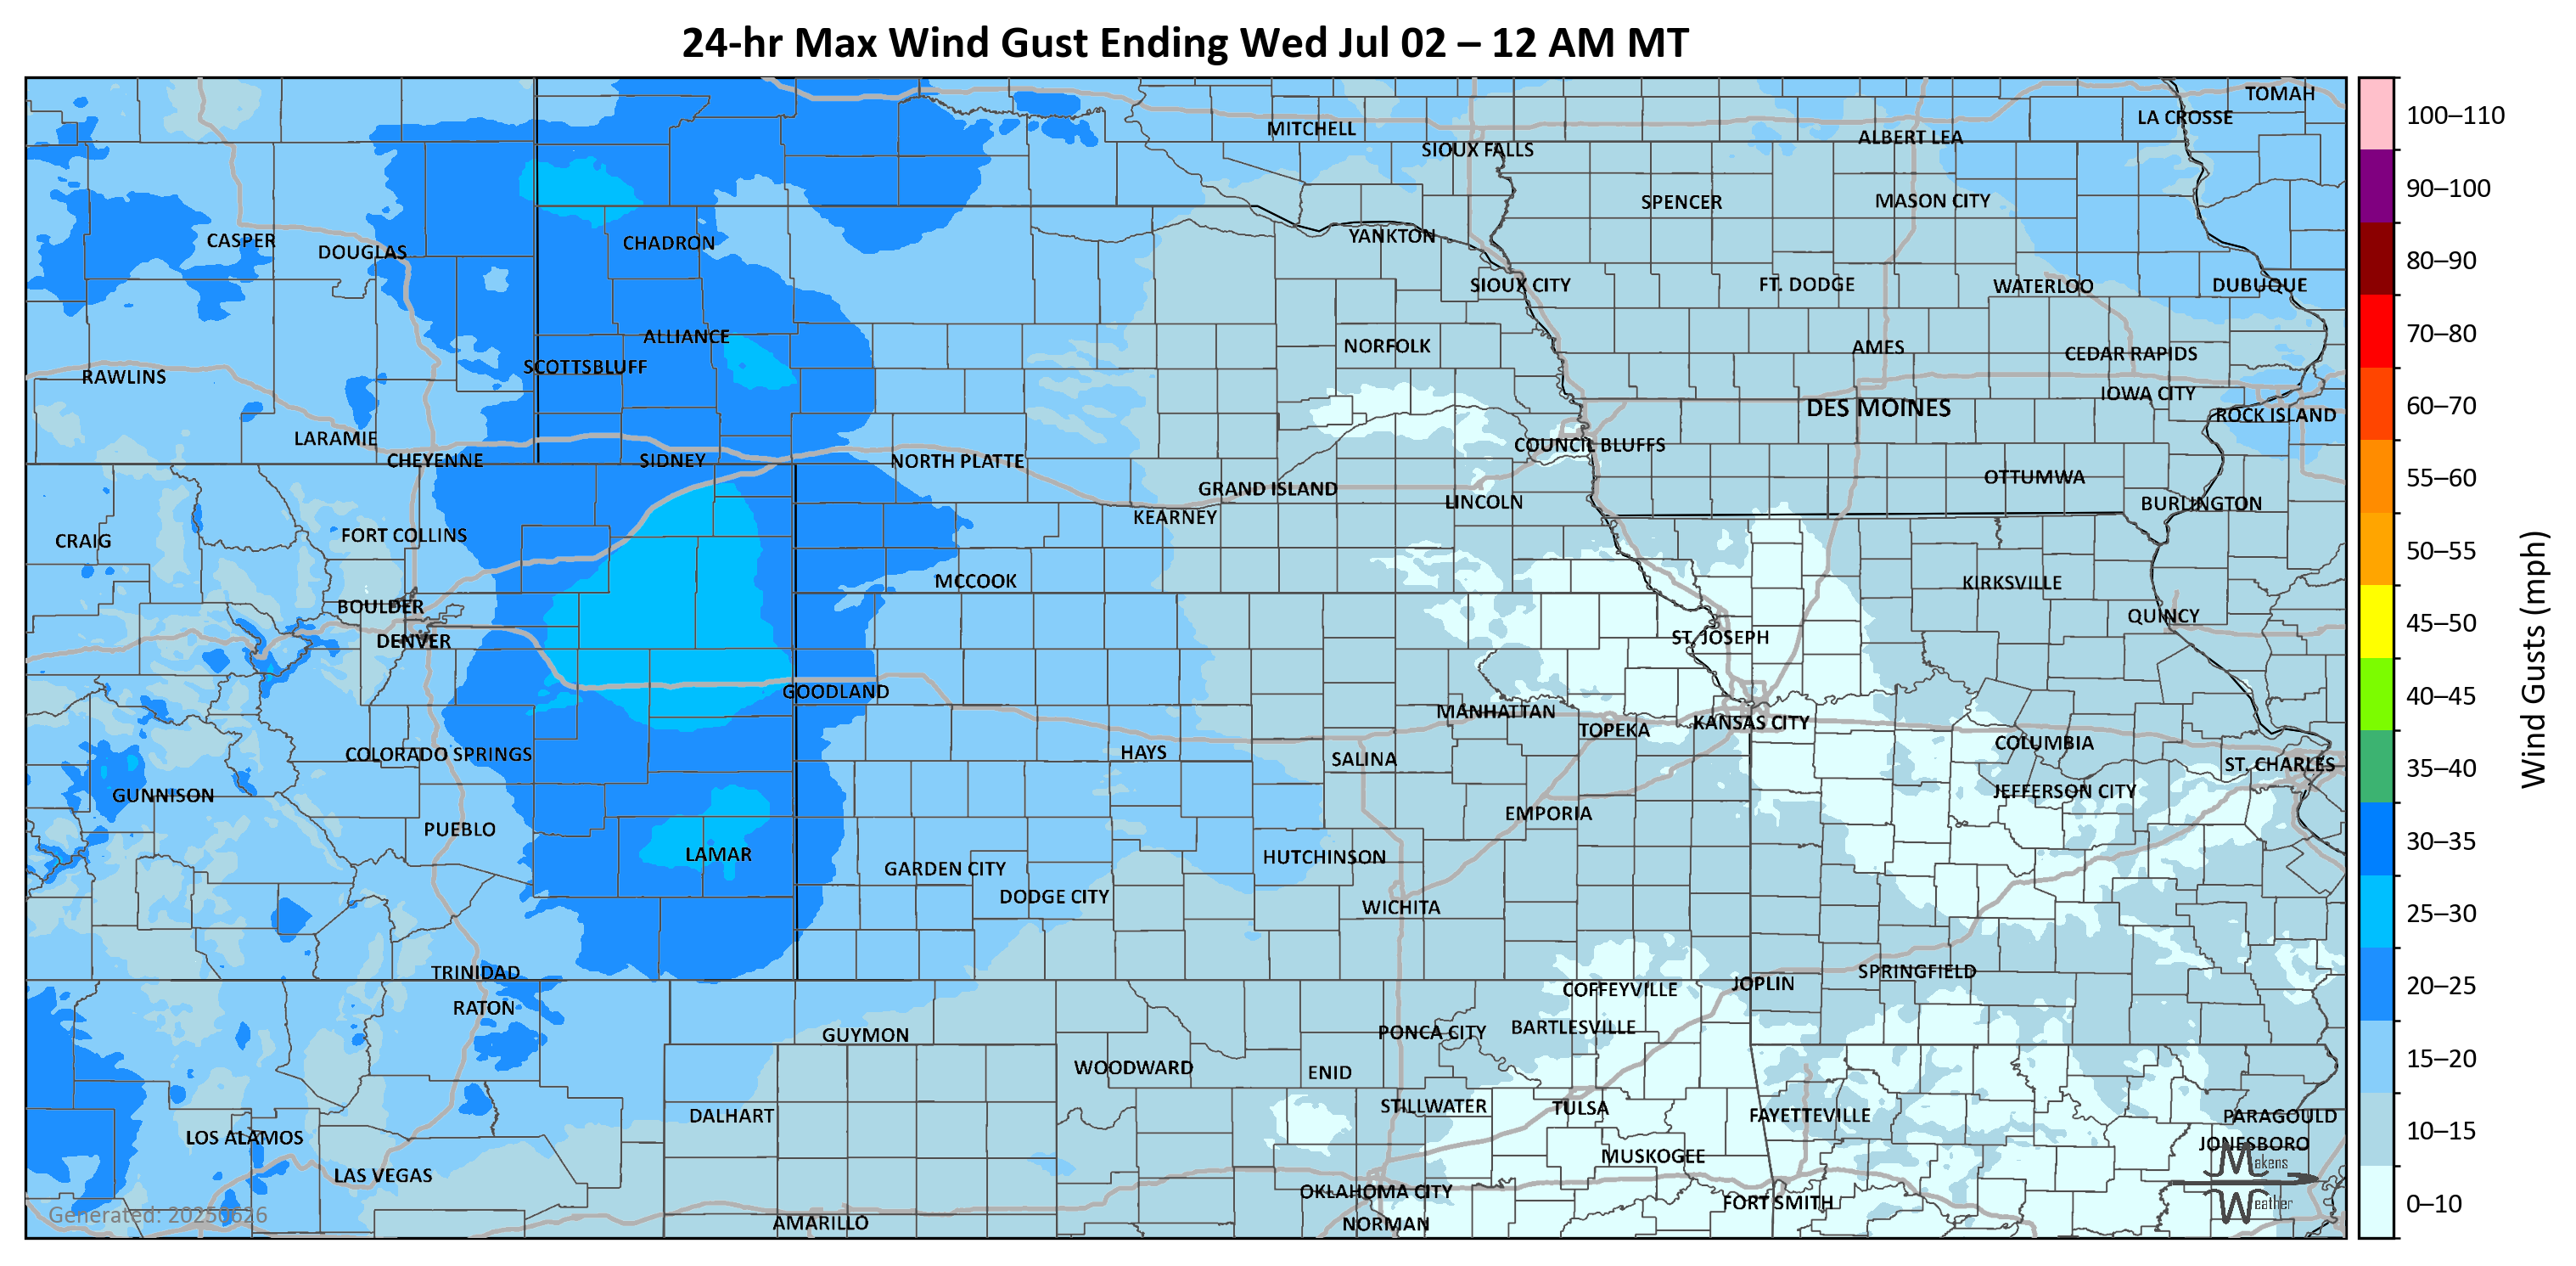 24-hr Max Wind Gust Ending Wed Jul 02 – 12 AM MT
TOMAH
LA CROSSE
MITCHELL
ALBERT LEA
SIOUX FALLS
SPENCER
MASON CITY
CASPER
DOUGLAS
CHADRON
YANKTON
SIOUX CITY
FT. DODGE
WATERLOO
DUBUQUE
ALLIANCE
NORFOLK
AMES
CEDAR RAPIDS
SCOTTSBLUFF
RAWLINS
IOWA CITY
DES MOINES
ROCK ISLAND
LARAMIE
COUNCIL BLUFFS
CHEYENNE
SIDNEY
NORTH PLATTE
OTTUMWA
GRAND ISLAND
LINCOLN
BURLINGTON
KEARNEY
FORT COLLINS
CRAIG
MCCOOK
KIRKSVILLE
BOULDER
QUINCY
DENVER
ST. JOSEPH
GOODLAND
MANHATTAN
TOPEKA
KANSAS CITY
COLUMBIA
COLORADO SPRINGS
HAYS
SALINA
ST. CHARLES
GUNNISON
JEFFERSON CITY
EMPORIA
PUEBLO
LAMAR
HUTCHINSON
GARDEN CITY
DODGE CITY
WICHITA
TRINIDAD
SPRINGFIELD
JOPLIN
COFFEYVILLE
RATON
GUYMON
PONCA CITY
BARTLESVILLE
WOODWARD
ENID
STILLWATER
TULSA
DALHART
FAYETTEVILLE
PARAGOULD
LOS ALAMOS
JONESBORO
MUSKOGEE
LAS VEGAS
OKLAHOMA CITY
FORT SMITH
AMARILLO
NORMAN
Generated: 20250626
Makens
Weather
100–110
90–100
80–90
70–80
60–70
55–60
50–55
45–50
40–45
35–40
30–35
25–30
20–25
15–20
10–15
0–10
Wind Gusts (mph)